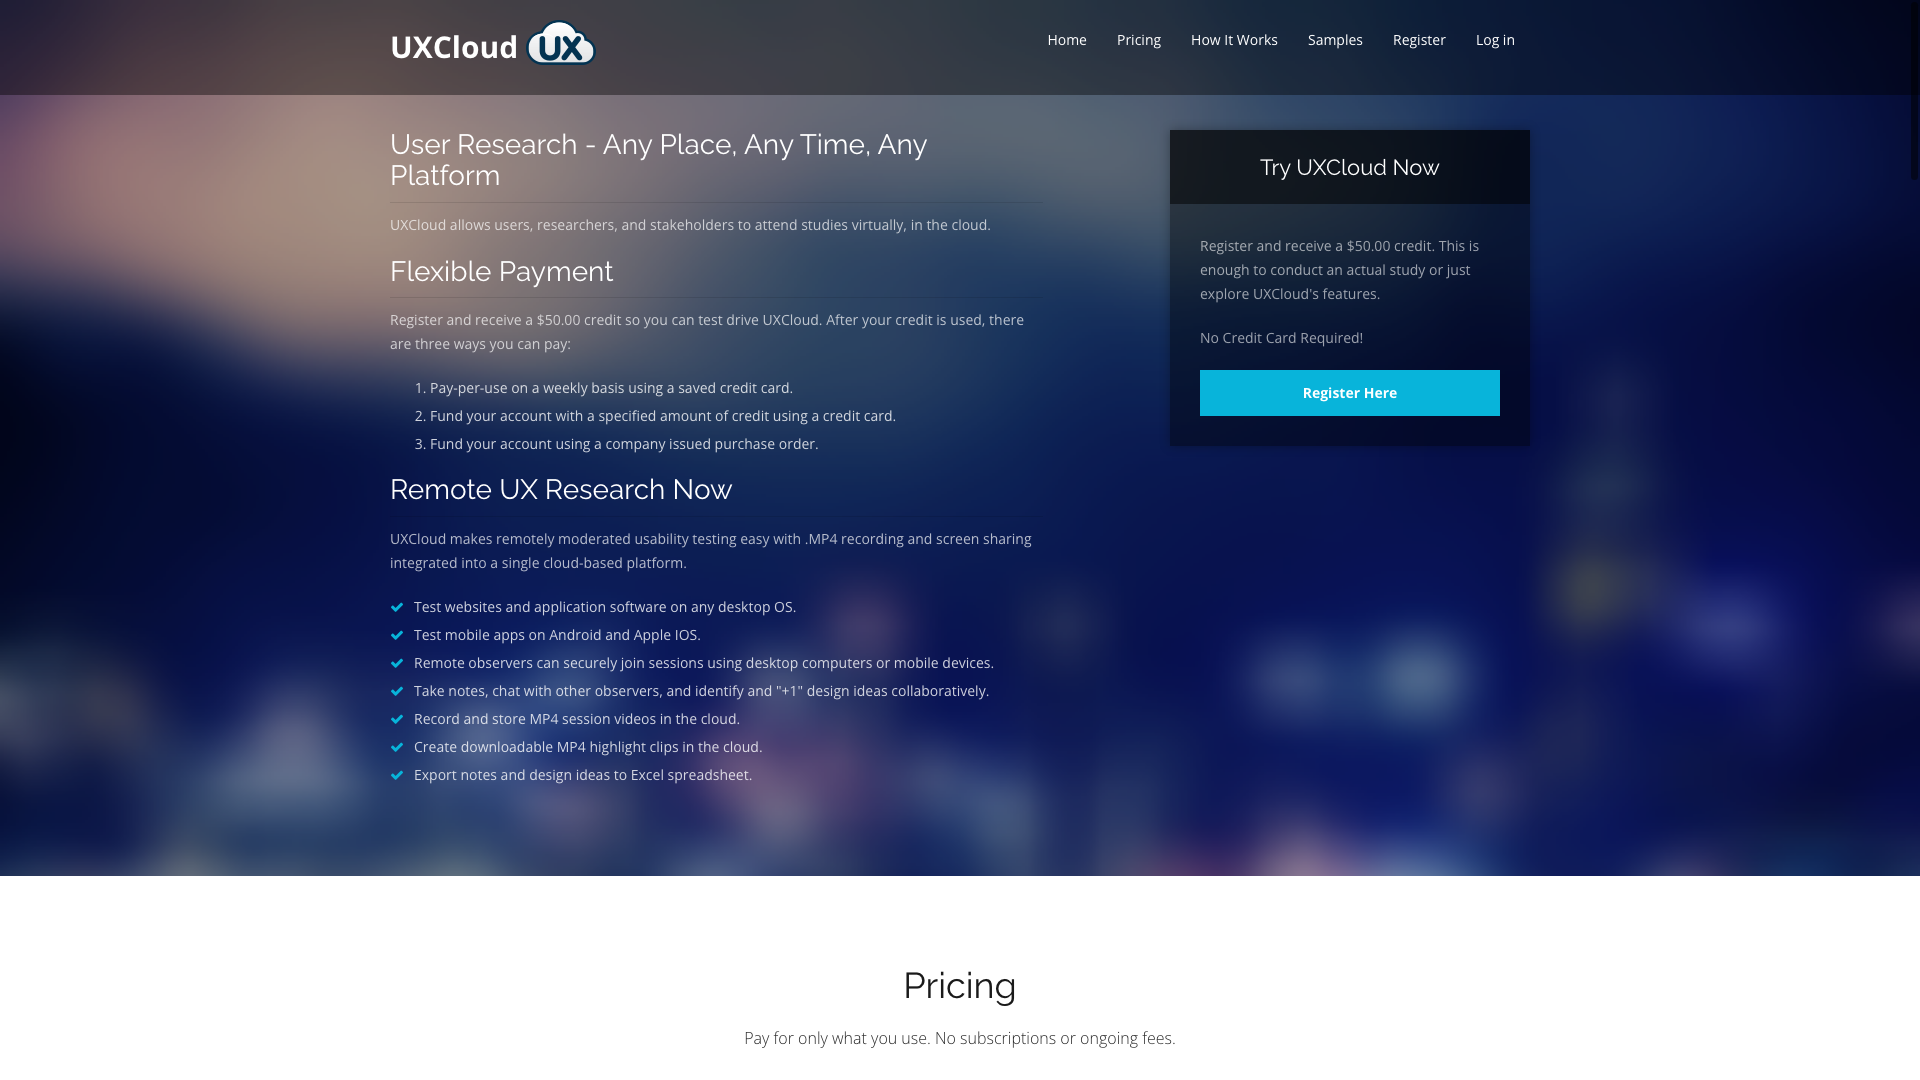 UXCloud UX
Home Pricing How It Works Samples Register Log in
User Research - Any Place, Any Time, Any
Platform
UXCloud allows users, researchers, and stakeholders to attend studies virtually, in the cloud.
Flexible Payment
Register and receive a $50.00 credit so you can test drive UXCloud. After your credit is used, there
are three ways you can pay:
1. Pay-per-use on a weekly basis using a saved credit card.
2. Fund your account with a specified amount of credit using a credit card.
3. Fund your account using a company issued purchase order.
Remote UX Research Now
UXCloud makes remotely moderated usability testing easy with .MP4 recording and screen sharing
integrated into a single cloud-based platform.
Test websites and application software on any desktop OS.
Test mobile apps on Android and Apple IOS.
Remote observers can securely join sessions using desktop computers or mobile devices.
Take notes, chat with other observers, and identify and "+1" design ideas collaboratively.
Record and store MP4 session videos in the cloud.
Create downloadable MP4 highlight clips in the cloud.
Export notes and design ideas to Excel spreadsheet.
Try UXCloud Now
Register and receive a $50.00 credit. This is
enough to conduct an actual study or just
explore UXCloud's features.
No Credit Card Required!
Register Here
Pricing
Pay for only what you use. No subscriptions or ongoing fees.